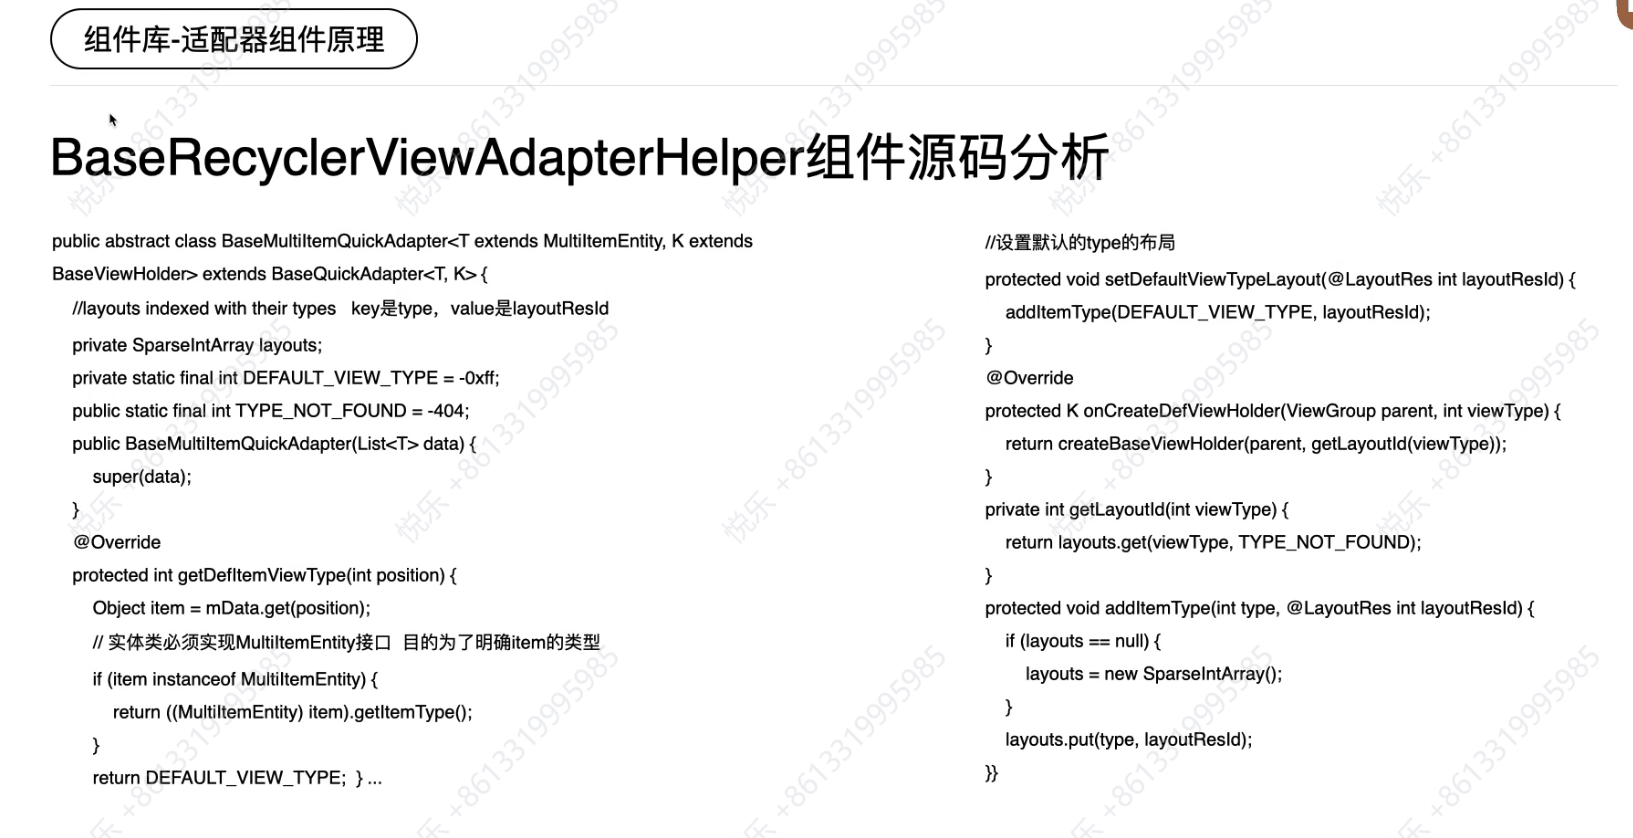 组件库-适配器组件原理
BaseRecyclerViewAdapterHelper组件源码分析
public abstract class BaseMultiItemQuickAdapter<T extends MultiItemEntity, K extends
BaseViewHolder> extends BaseQuickAdapter<T, K> {
//layouts indexed with their types   key是type，value是layoutResId
private SparseIntArray layouts;
private static final int DEFAULT_VIEW_TYPE = -0xff;
public static final int TYPE_NOT_FOUND = -404;
public BaseMultiItemQuickAdapter(List<T> data) {
super(data);
}
@Override
protected int getDefItemViewType(int position) {
Object item = mData.get(position);
// 实体类必须实现MultiItemEntity接口  目的为了明确item的类型
if (item instanceof MultiItemEntity) {
return ((MultiItemEntity) item).getItemType();
}
return DEFAULT_VIEW_TYPE;  } ...
//设置默认的type的布局
protected void setDefaultViewTypeLayout(@LayoutRes int layoutResId) {
addItemType(DEFAULT_VIEW_TYPE, layoutResId);
}
@Override
protected K onCreateDefViewHolder(ViewGroup parent, int viewType) {
return createBaseViewHolder(parent, getLayoutId(viewType));
}
private int getLayoutId(int viewType) {
return layouts.get(viewType, TYPE_NOT_FOUND);
}
protected void addItemType(int type, @LayoutRes int layoutResId) {
if (layouts == null) {
layouts = new SparseIntArray();
}
layouts.put(type, layoutResId);
}}
悦乐 +8613319995985